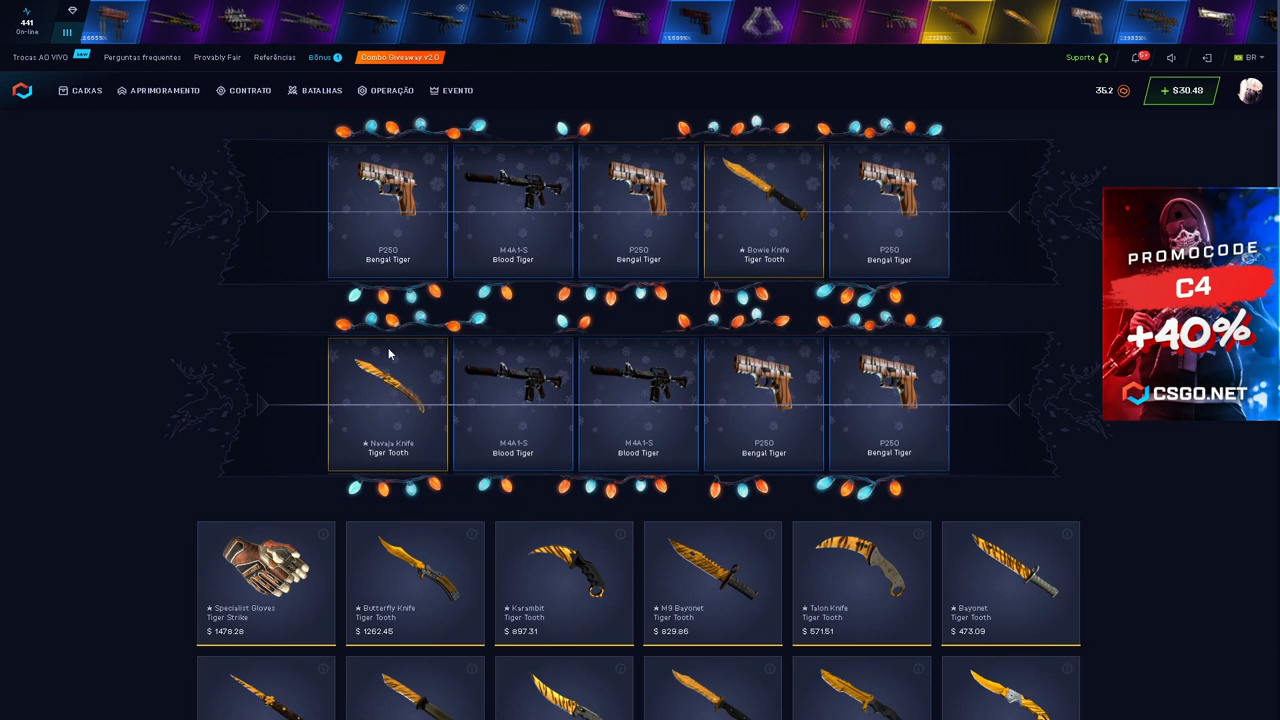 441
On-line
Trocas AO VIVO NEW
Perguntas frequentes
Provably Fair
Referências
Bônus 1
Combo Giveaway v2.0
Suporte
5+
BR
CAIXAS
APRIMORAMENTO
CONTRATO
BATALHAS
OPERAÇÃO
EVENTO
35.2
+ $30.48
P250
Bengal Tiger
M4A1-S
Blood Tiger
P250
Bengal Tiger
★ Bowie Knife
Tiger Tooth
P250
Bengal Tiger
PROMOCODE
C4
+40%
CSGO.NET
★ Navaja Knife
Tiger Tooth
M4A1-S
Blood Tiger
M4A1-S
Blood Tiger
P250
Bengal Tiger
P250
Bengal Tiger
★ Specialist Gloves
Tiger Strike
$ 1478.28
★ Butterfly Knife
Tiger Tooth
$ 1262.45
★ Karambit
Tiger Tooth
$ 897.31
★ M9 Bayonet
Tiger Tooth
$ 829.86
★ Talon Knife
Tiger Tooth
$ 571.51
★ Bayonet
Tiger Tooth
$ 473.09